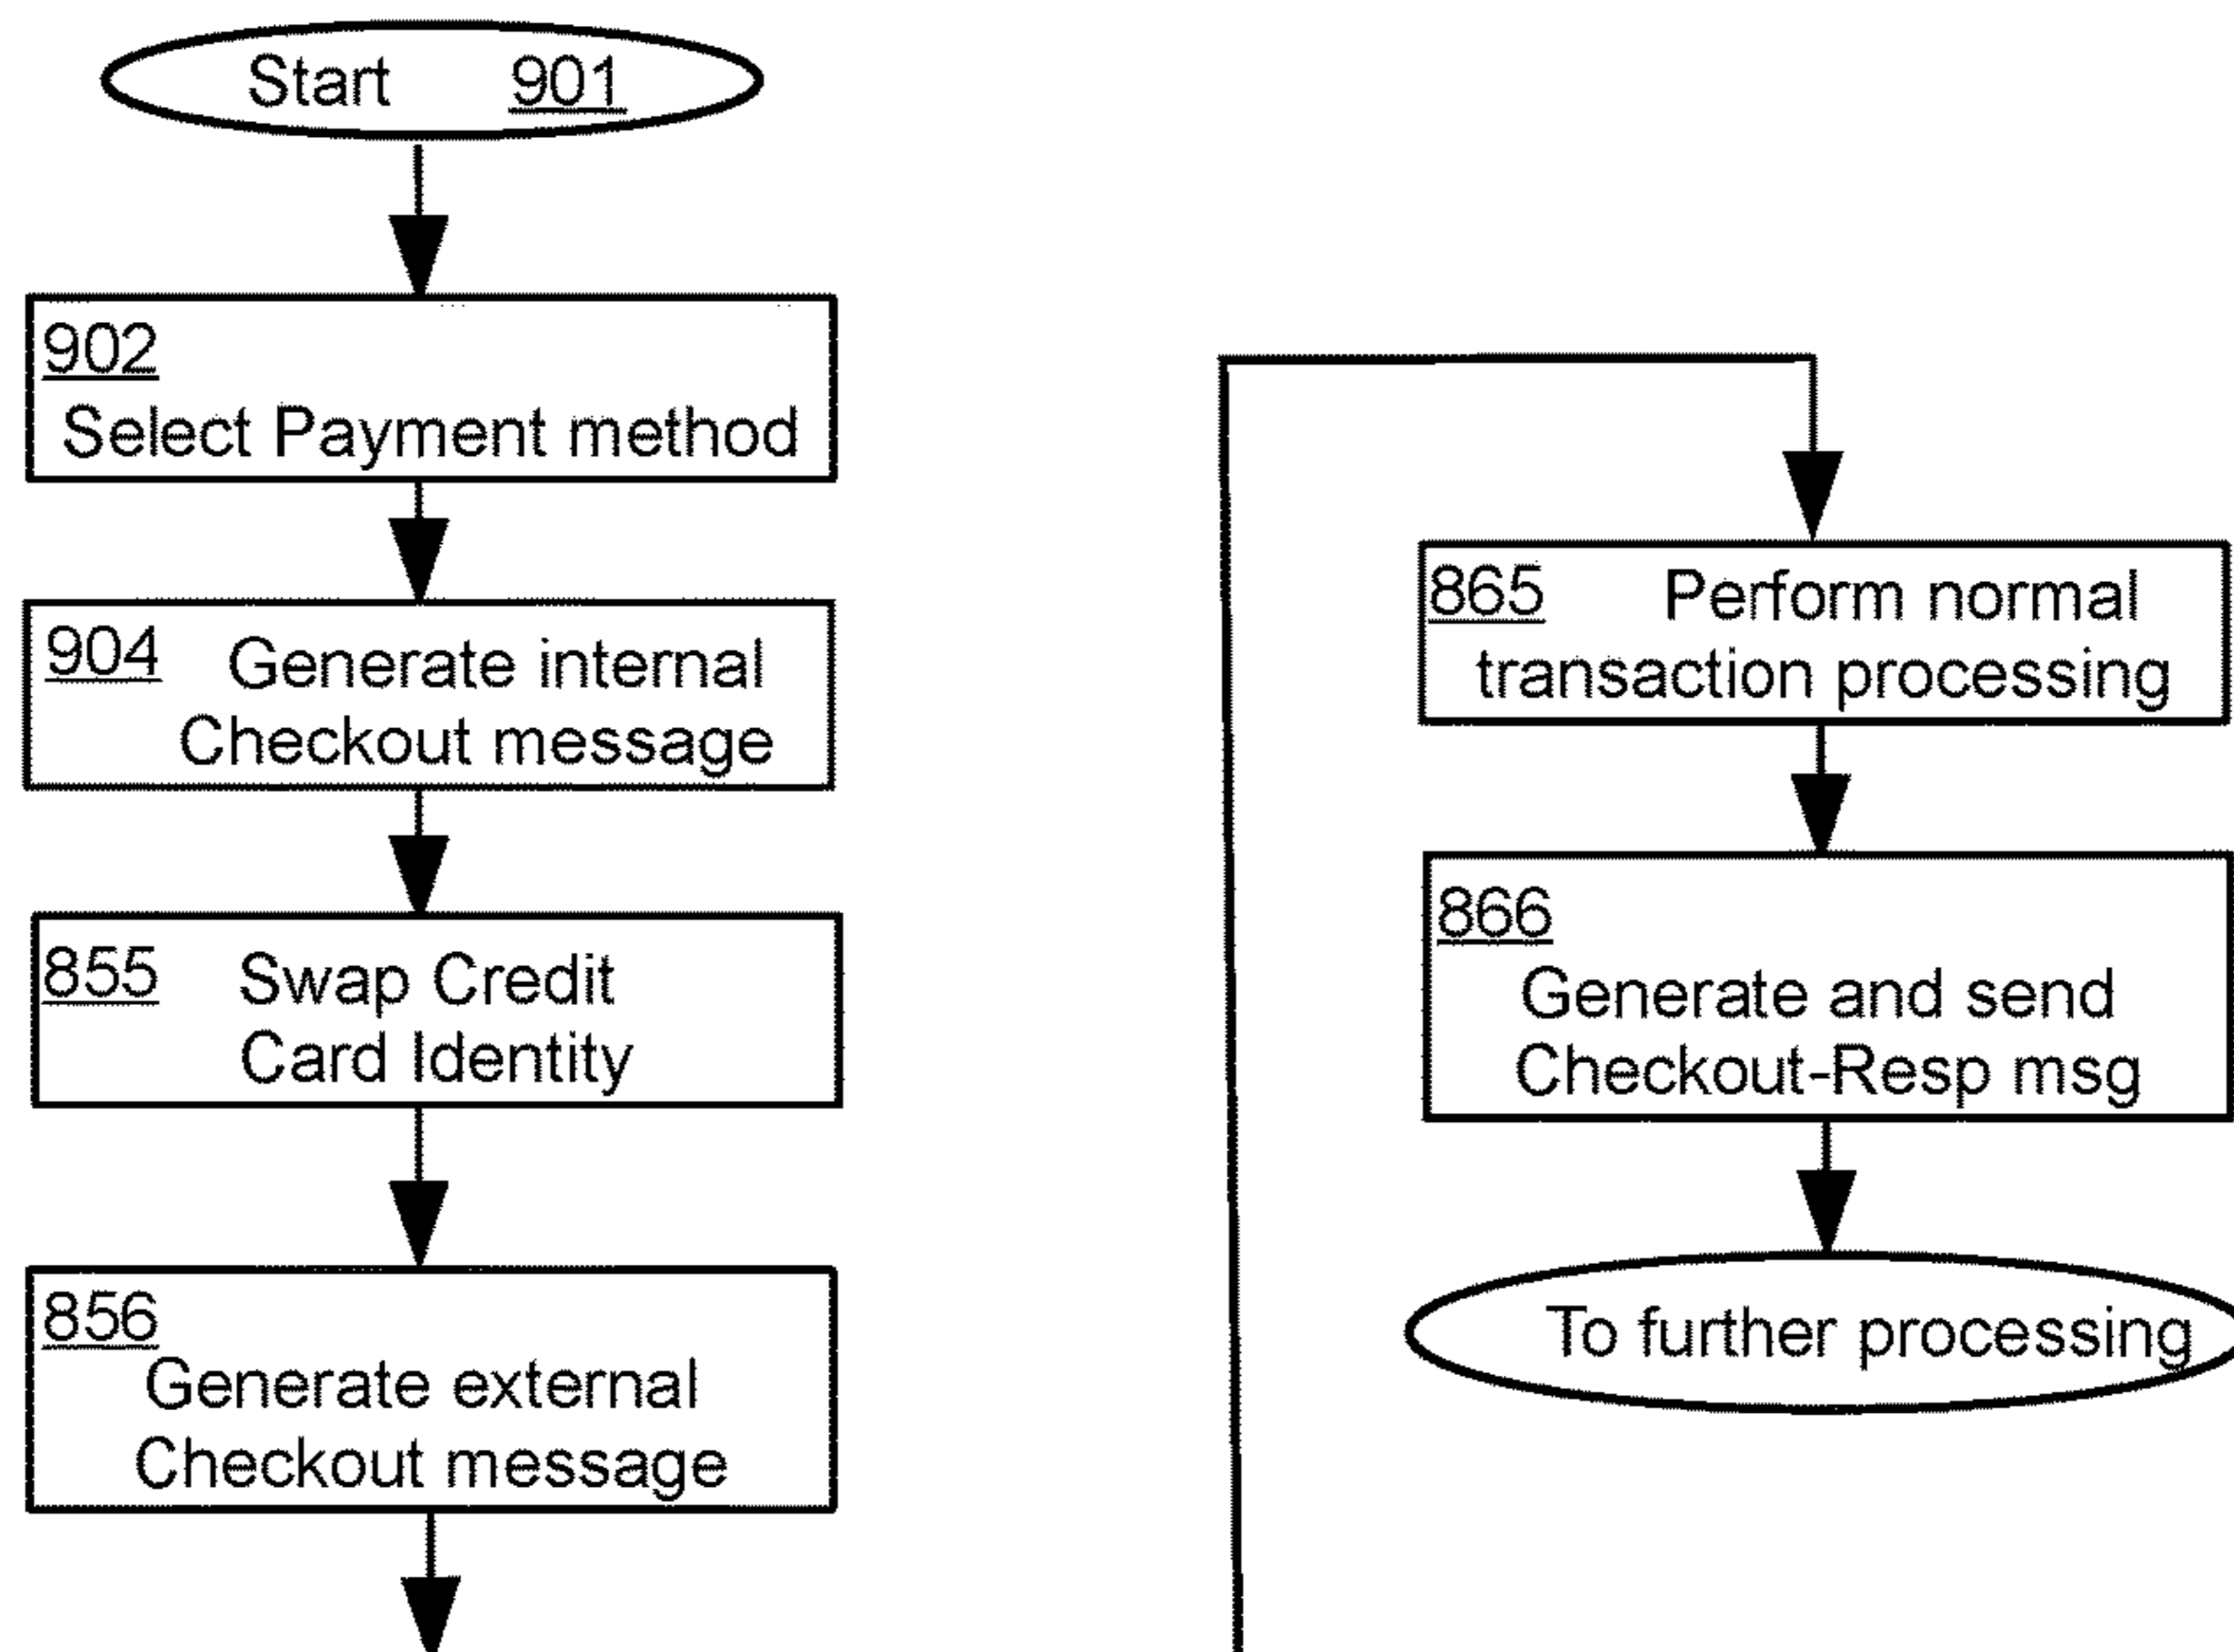 Start 901
902
Select Payment method
904 Generate internal
Checkout message
855 Swap Credit
Card Identity
856
Generate external
Checkout message
865 Perform normal
transaction processing
866
Generate and send
Checkout-Resp msg
To further processing